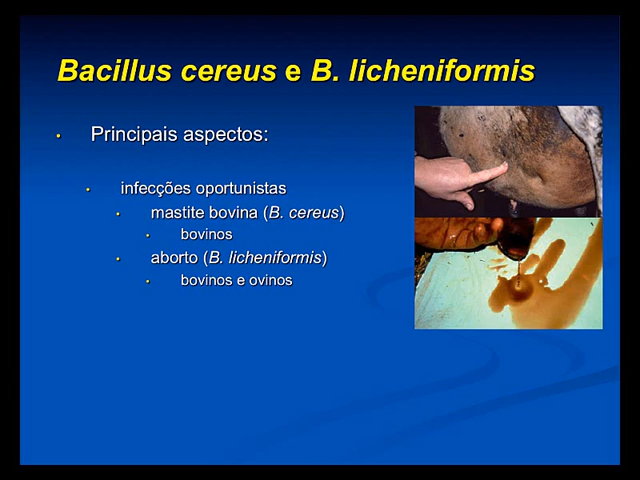 Bacillus cereus e B. licheniformis
Principais aspectos:
infecções oportunistas
mastite bovina (B. cereus)
bovinos
aborto (B. licheniformis)
bovinos e ovinos